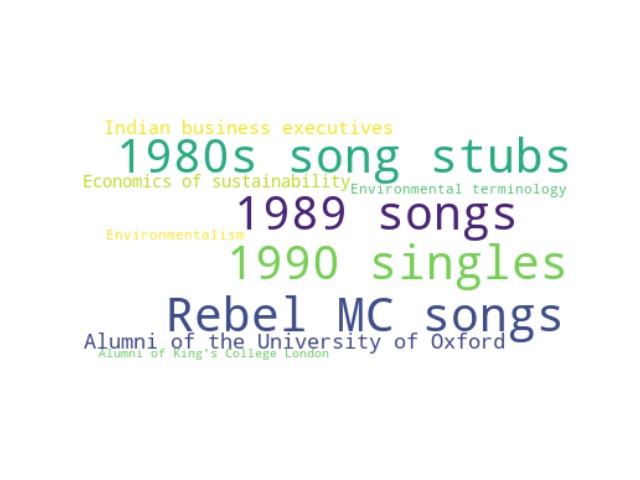 Indian business executives
1980s song stubs
Economics of sustainability
Environmental terminology
1989 songs
Environmentalism
1990 singles
Rebel MC songs
Alumni of the University of Oxford
Alumni of King's College London